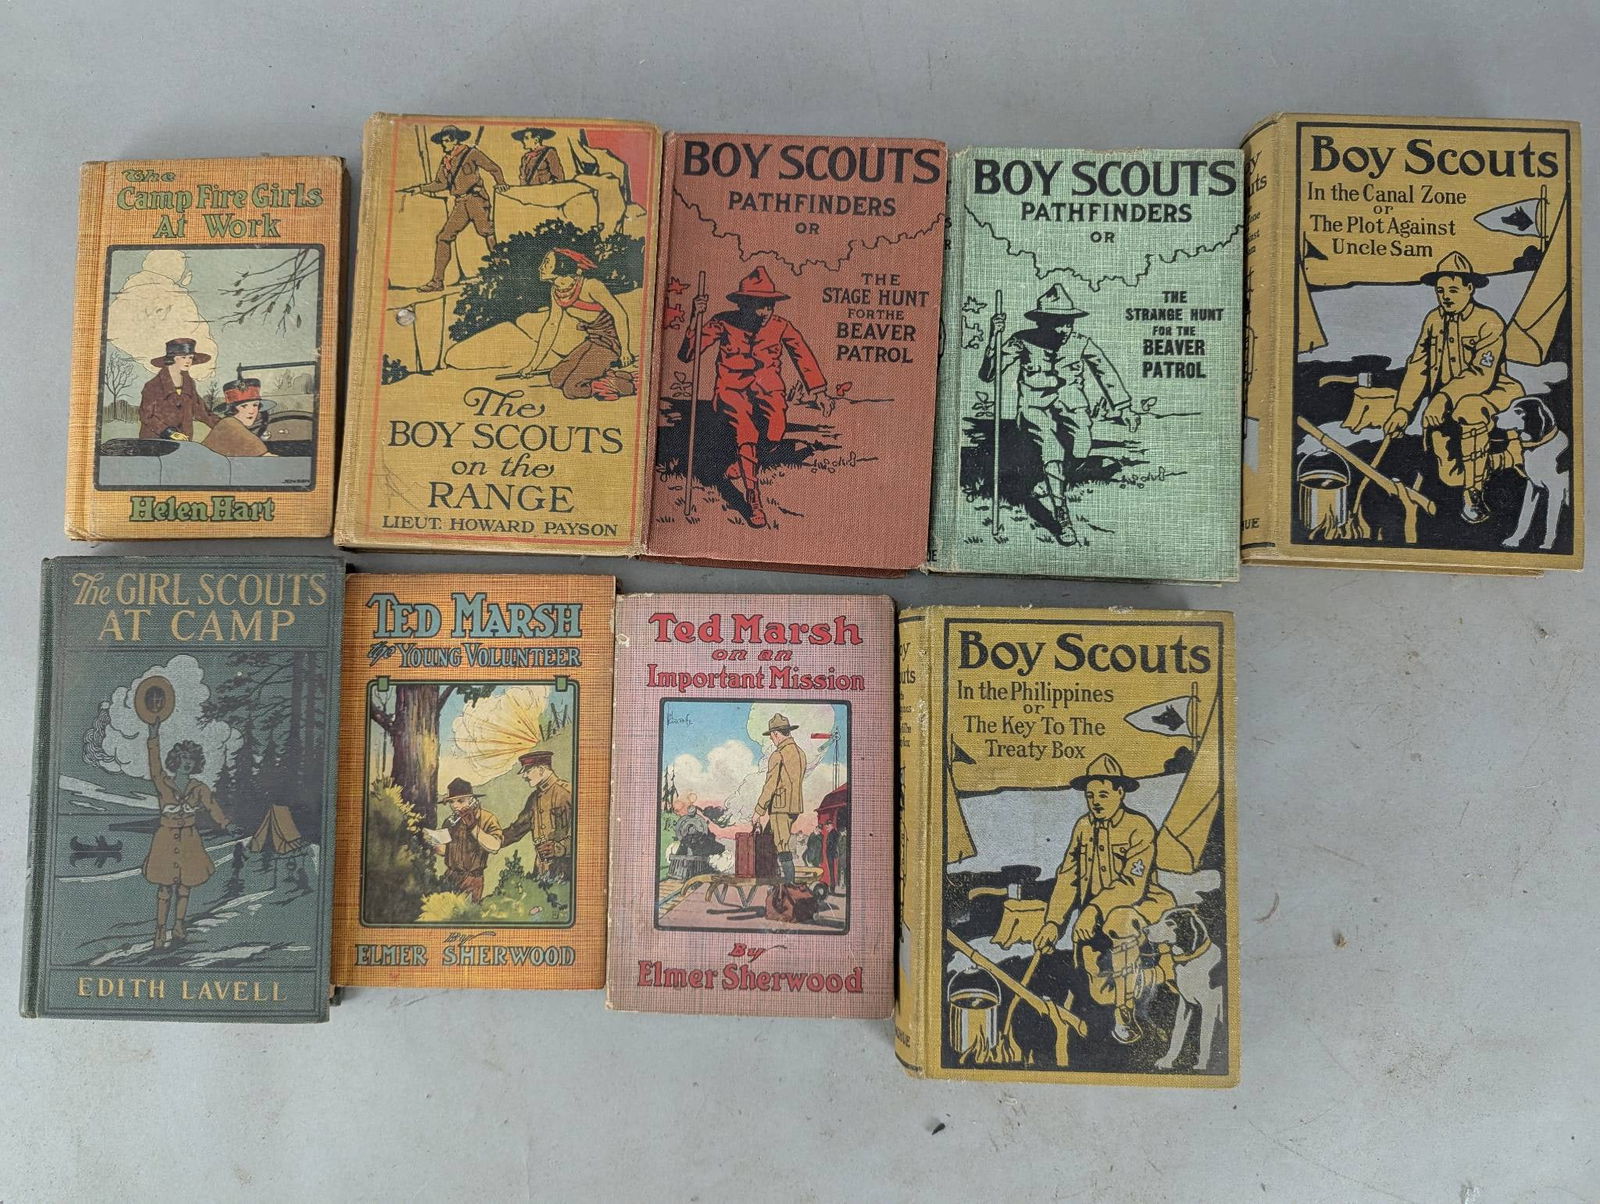 The
Camp Fire Girls
At Work
JENSEN
Helen Hart
The
BOY SCOUTS
on the
RANGE
LIEUT. HOWARD PAYSON
BOY SCOUTS
PATHFINDERS
OR
THE
STAGE HUNT
FOR THE
BEAVER
PATROL
BOY SCOUTS
PATHFINDERS
OR
THE
STRANGE HUNT
FOR THE
BEAVER
PATROL
Boy Scouts
In the Canal Zone
or
The Plot Against
Uncle Sam
The GIRL SCOUTS
AT CAMP
EDITH LAVELL
TED MARSH
the YOUNG VOLUNTEER
BY
ELMER SHERWOOD
Ted Marsh
on an
Important Mission
By
Elmer Sherwood
Boy Scouts
In the Philippines
or
The Key To The
Treaty Box